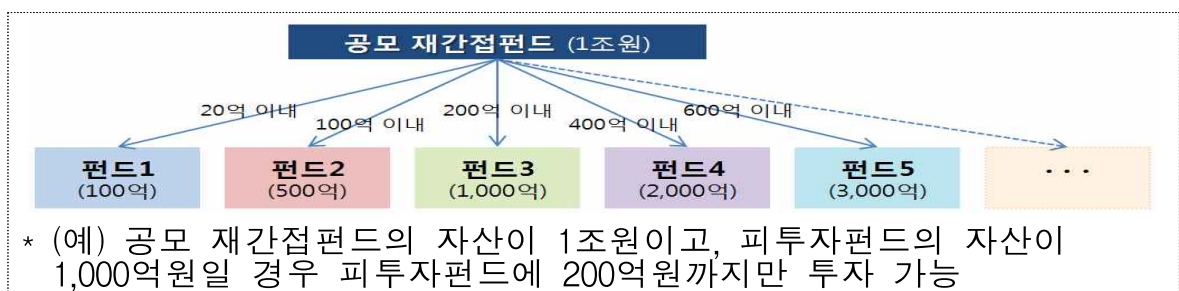 공모 재간접펀드 (1조원)
20억 이내
100억 이내
200억 이내
400억 이내
600억 이내
펀드1
(100억)
펀드2
(500억)
펀드3
(1,000억)
펀드4
(2,000억)
펀드5
(3,000억)
...
* (예) 공모 재간접펀드의 자산이 1조원이고, 피투자펀드의 자산이
1,000억원일 경우 피투자펀드에 200억원까지만 투자 가능